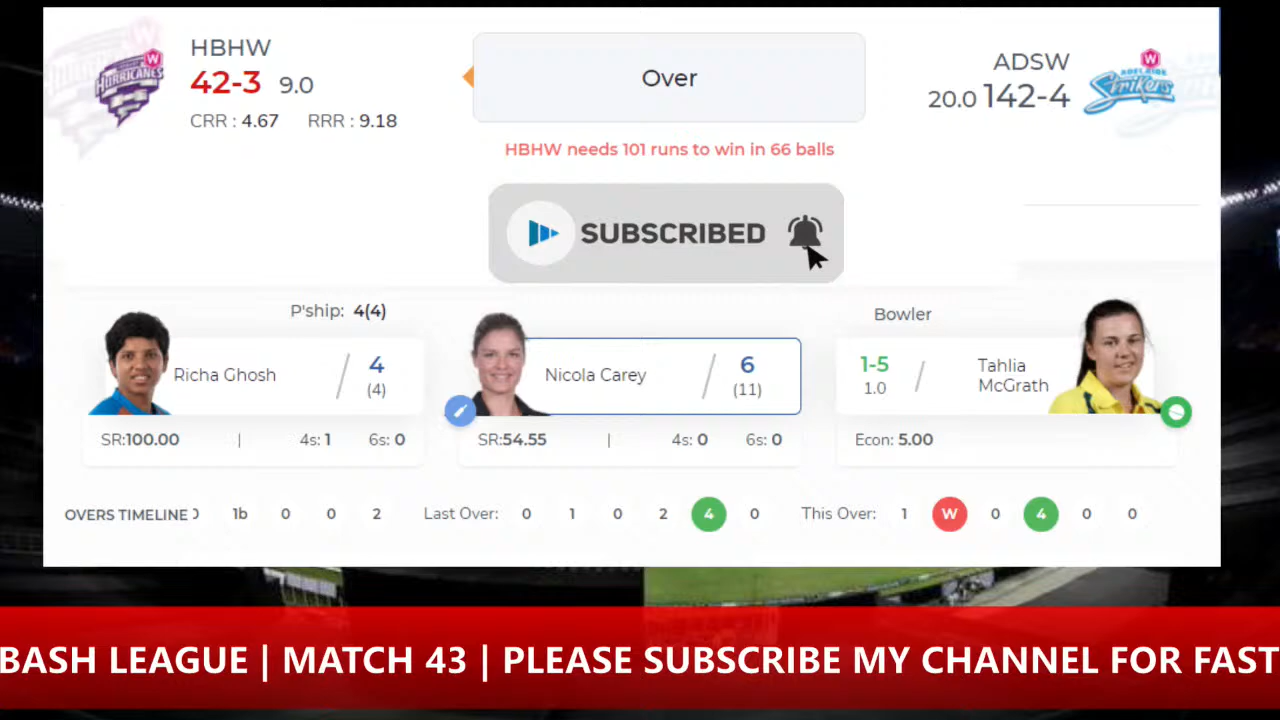 HBHW
42-3 9.0
CRR : 4.67 RRR : 9.18
Over
HBHW needs 101 runs to win in 66 balls
ADSW
20.0 142-4
HURRICANES
W
W
ADELAIDE
Strikers
SUBSCRIBED
P'ship: 4(4)
Richa Ghosh / 4
(4)
SR:100.00 | 4s: 1 6s: 0
Nicola Carey / 6
(11)
SR:54.55 | 4s: 0 6s: 0
Bowler
1-5
1.0 / Tahlia
McGrath
Econ: 5.00
OVERS TIMELINE 1b 0 0 2 Last Over: 0 1 0 2 4 0 This Over: 1 W 0 4 0 0
BASH LEAGUE | MATCH 43 | PLEASE SUBSCRIBE MY CHANNEL FOR FAST